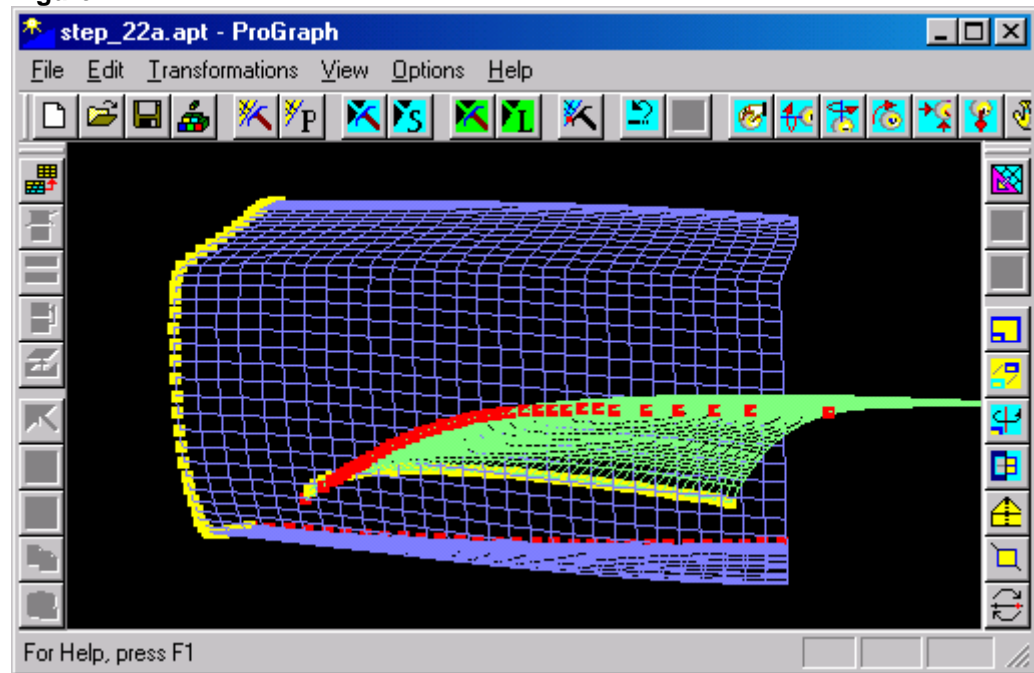 step_22a.apt - ProGraph
File Edit Transformations View Options Help
P S L
For Help, press F1